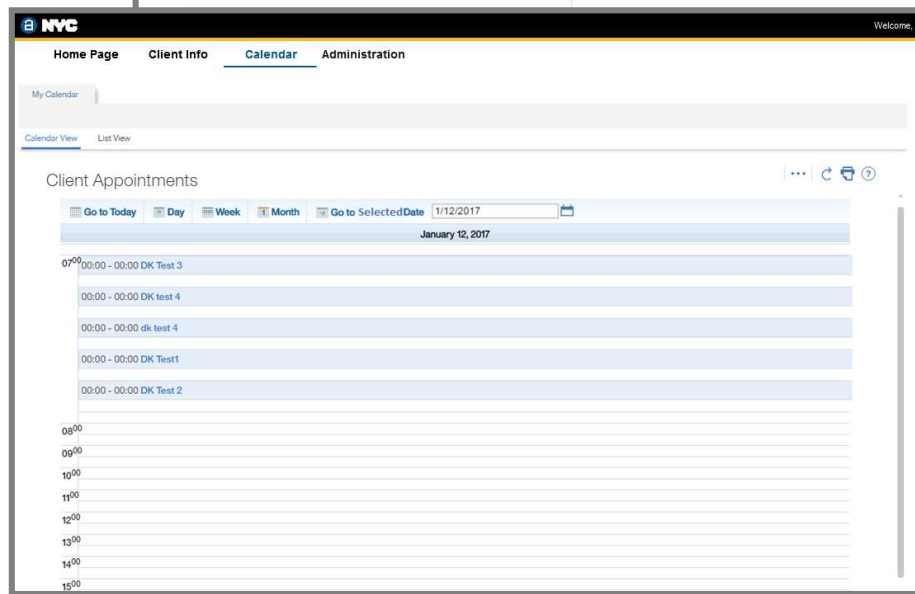 NYC
Welcome,
Home Page Client Info Calendar Administration
My Calendar
Calendar View List View
Client Appointments
Go to Today Day Week Month Go to SelectedDate 1/12/2017
January 12, 2017
07⁰⁰ 00:00 - 00:00 DK Test 3
00:00 - 00:00 DK test 4
00:00 - 00:00 dk test 4
00:00 - 00:00 DK Test1
00:00 - 00:00 DK Test 2
08⁰⁰
09⁰⁰
10⁰⁰
11⁰⁰
12⁰⁰
13⁰⁰
14⁰⁰
15⁰⁰